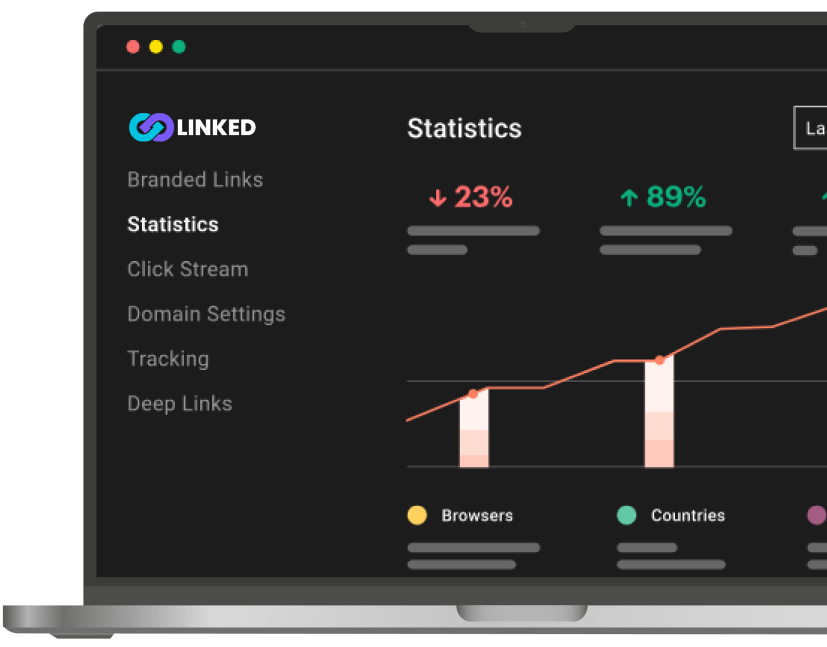 LINKED
Branded Links
Statistics
Click Stream
Domain Settings
Tracking
Deep Links
Statistics
La
↓ 23%
↑ 89%
Browsers
Countries